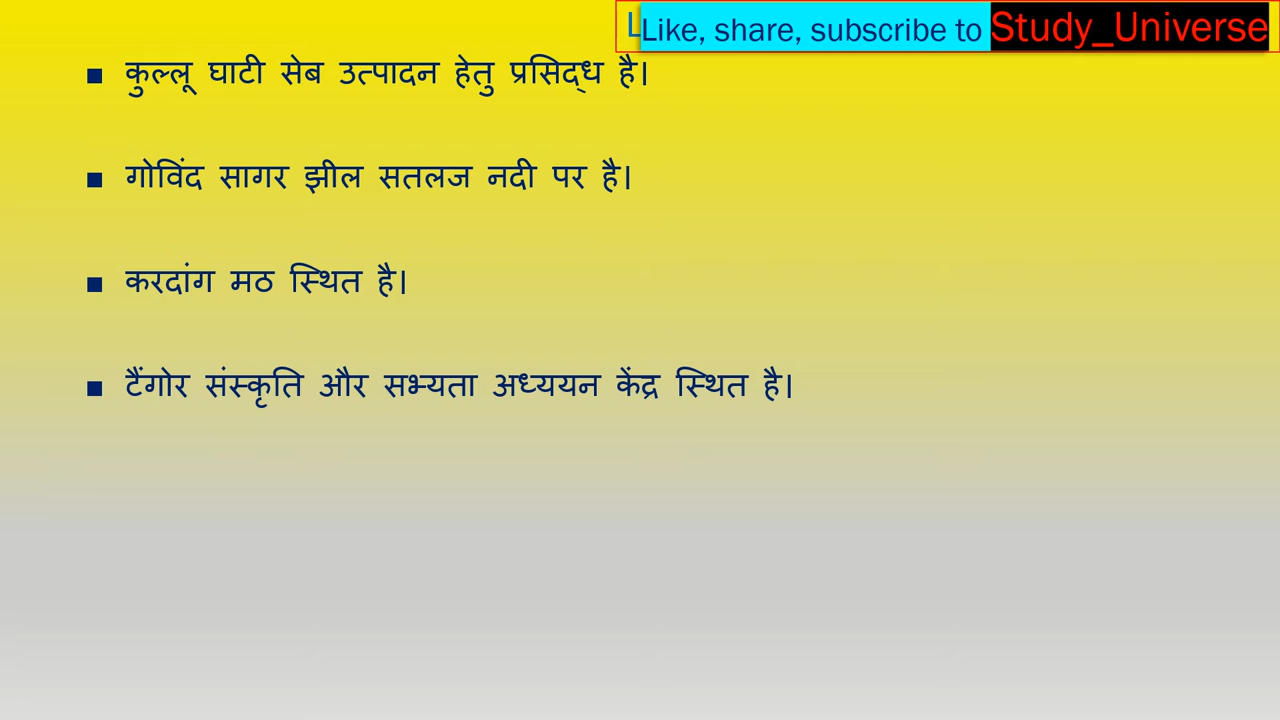 Like, share, subscribe to Study_Universe
कुल्लू घाटी सेब उत्पादन हेतु प्रसिद्ध है।
गोविंद सागर झील सतलज नदी पर है।
करदांग मठ स्थित है।
टैंगोर संस्कृति और सभ्यता अध्ययन केंद्र स्थित है।